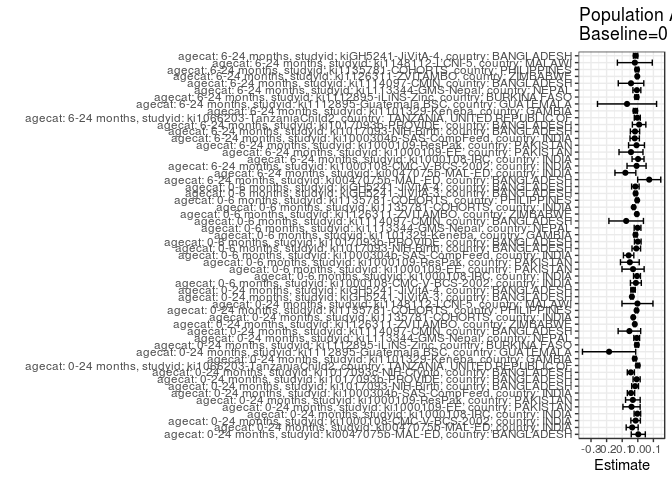 Population A
Baseline=0
agecat: 6-24 months, studyid: kiGH5241-JiVitA-4, country: BANGLADESH
agecat: 6-24 months, studyid: ki1148112-LCNI-5, country: MALAWI
agecat: 6-24 months, studyid: ki1135781-COHORTS, country: PHILIPPINES
agecat: 6-24 months, studyid: ki1126311-ZVITAMBO, country: ZIMBABWE
agecat: 6-24 months, studyid: ki1114097-CMIN, country: BANGLADESH
agecat: 6-24 months, studyid: ki1113344-GMS-Nepal, country: NEPAL
agecat: 6-24 months, studyid: ki1112895-iLiNS-Zinc, country: BURKINA FASO
agecat: 6-24 months, studyid: ki1112895-Guatemala BSC, country: GUATEMALA
agecat: 6-24 months, studyid: ki1101329-Keneba, country: GAMBIA
agecat: 6-24 months, studyid: ki1066203-TanzaniaChild2, country: TANZANIA, UNITED REPUBLIC OF
agecat: 6-24 months, studyid: ki1017093b-PROVIDE, country: BANGLADESH
agecat: 6-24 months, studyid: ki1017093-NIH-Birth, country: BANGLADESH
agecat: 6-24 months, studyid: ki1000304b-SAS-CompFeed, country: INDIA
agecat: 6-24 months, studyid: ki1000109-ResPak, country: PAKISTAN
agecat: 6-24 months, studyid: ki1000109-EE, country: PAKISTAN
agecat: 6-24 months, studyid: ki1000108-IRC, country: INDIA
agecat: 6-24 months, studyid: ki1000108-CMC-V-BCS-2002, country: INDIA
agecat: 6-24 months, studyid: ki0047075b-MAL-ED, country: INDIA
agecat: 6-24 months, studyid: ki0047075b-MAL-ED, country: BANGLADESH
agecat: 0-6 months, studyid: kiGH5241-JiVitA-4, country: BANGLADESH
agecat: 0-6 months, studyid: kiGH5241-JiVitA-3, country: BANGLADESH
agecat: 0-6 months, studyid: ki1135781-COHORTS, country: PHILIPPINES
agecat: 0-6 months, studyid: ki1135781-COHORTS, country: INDIA
agecat: 0-6 months, studyid: ki1126311-ZVITAMBO, country: ZIMBABWE
agecat: 0-6 months, studyid: ki1114097-CMIN, country: BANGLADESH
agecat: 0-6 months, studyid: ki1113344-GMS-Nepal, country: NEPAL
agecat: 0-6 months, studyid: ki1101329-Keneba, country: GAMBIA
agecat: 0-6 months, studyid: ki1017093b-PROVIDE, country: BANGLADESH
agecat: 0-6 months, studyid: ki1017093-NIH-Birth, country: BANGLADESH
agecat: 0-6 months, studyid: ki1000304b-SAS-CompFeed, country: INDIA
agecat: 0-6 months, studyid: ki1000109-ResPak, country: PAKISTAN
agecat: 0-6 months, studyid: ki1000109-EE, country: PAKISTAN
agecat: 0-6 months, studyid: ki1000108-IRC, country: INDIA
agecat: 0-6 months, studyid: ki1000108-CMC-V-BCS-2002, country: INDIA
agecat: 0-24 months, studyid: kiGH5241-JiVitA-4, country: BANGLADESH
agecat: 0-24 months, studyid: kiGH5241-JiVitA-3, country: BANGLADESH
agecat: 0-24 months, studyid: ki1148112-LCNI-5, country: MALAWI
agecat: 0-24 months, studyid: ki1135781-COHORTS, country: PHILIPPINES
agecat: 0-24 months, studyid: ki1135781-COHORTS, country: INDIA
agecat: 0-24 months, studyid: ki1126311-ZVITAMBO, country: ZIMBABWE
agecat: 0-24 months, studyid: ki1114097-CMIN, country: BANGLADESH
agecat: 0-24 months, studyid: ki1113344-GMS-Nepal, country: NEPAL
agecat: 0-24 months, studyid: ki1112895-iLiNS-Zinc, country: BURKINA FASO
agecat: 0-24 months, studyid: ki1112895-Guatemala BSC, country: GUATEMALA
agecat: 0-24 months, studyid: ki1101329-Keneba, country: GAMBIA
agecat: 0-24 months, studyid: ki1066203-TanzaniaChild2, country: TANZANIA, UNITED REPUBLIC OF
agecat: 0-24 months, studyid: ki1017093c-NIH-Crypto, country: BANGLADESH
agecat: 0-24 months, studyid: ki1017093b-PROVIDE, country: BANGLADESH
agecat: 0-24 months, studyid: ki1017093-NIH-Birth, country: BANGLADESH
agecat: 0-24 months, studyid: ki1000304b-SAS-CompFeed, country: INDIA
agecat: 0-24 months, studyid: ki1000109-ResPak, country: PAKISTAN
agecat: 0-24 months, studyid: ki1000109-EE, country: PAKISTAN
agecat: 0-24 months, studyid: ki1000108-IRC, country: INDIA
agecat: 0-24 months, studyid: ki1000108-CMC-V-BCS-2002, country: INDIA
agecat: 0-24 months, studyid: ki0047075b-MAL-ED, country: INDIA
agecat: 0-24 months, studyid: ki0047075b-MAL-ED, country: BANGLADESH
-0.3 -0.2 -0.1 0.0 0.1
Estimate